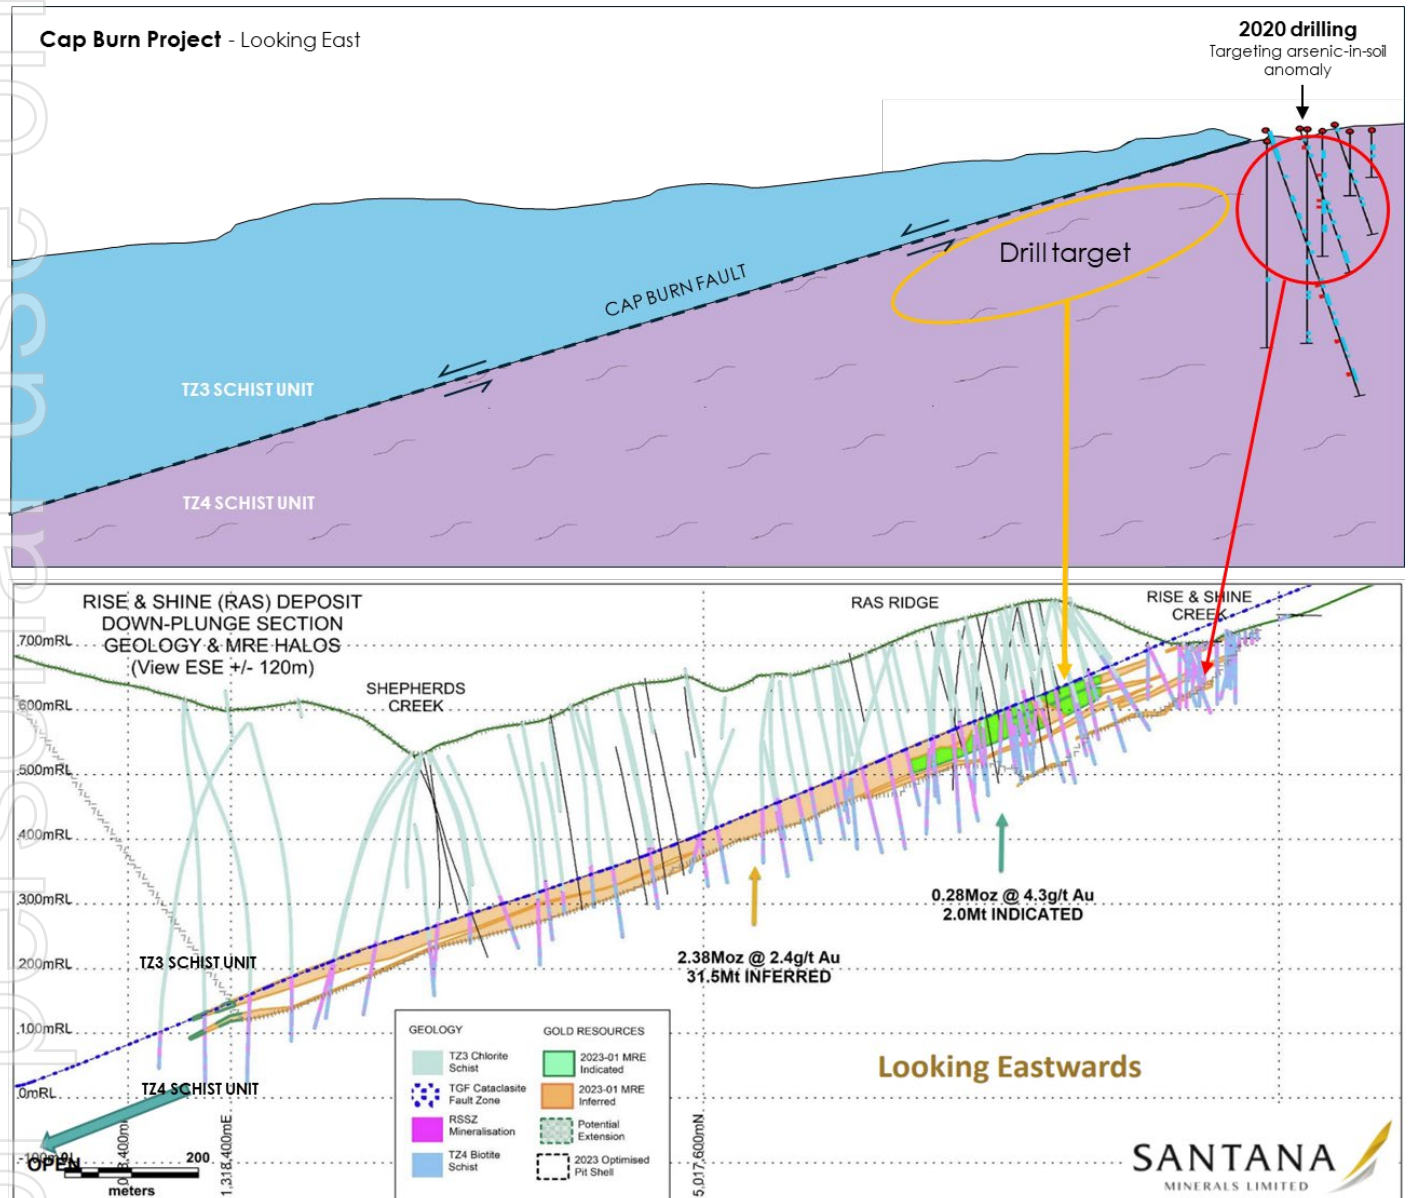 Cap Burn Project - Looking East
2020 drilling
Targeting arsenic-in-soil
anomaly
Drill target
CAP BURN FAULT
TZ3 SCHIST UNIT
TZ4 SCHIST UNIT
RISE & SHINE (RAS) DEPOSIT
DOWN-PLUNGE SECTION
GEOLOGY & MRE HALOS
(View ESE +/- 120m)
RAS RIDGE
RISE & SHINE
CREEK
SHEPHERDS
CREEK
700mRL
600mRL
500mRL
400mRL
300mRL
200mRL
100mRL
0mRL
-100mRL
0.28Moz @ 4.3g/t Au
2.0Mt INDICATED
2.38Moz @ 2.4g/t Au
31.5Mt INFERRED
TZ3 SCHIST UNIT
TZ4 SCHIST UNIT
OPEN
200
meters
1,318,400mE
5,017,600mN
GEOLOGY
TZ3 Chlorite
Schist
TGF Cataclasite
Fault Zone
RSSZ
Mineralisation
TZ4 Biotite
Schist
GOLD RESOURCES
2023-01 MRE
Indicated
2023-01 MRE
Inferred
Potential
Extension
2023 Optimised
Pit Shell
Looking Eastwards
SANTANA
MINERALS LIMITED